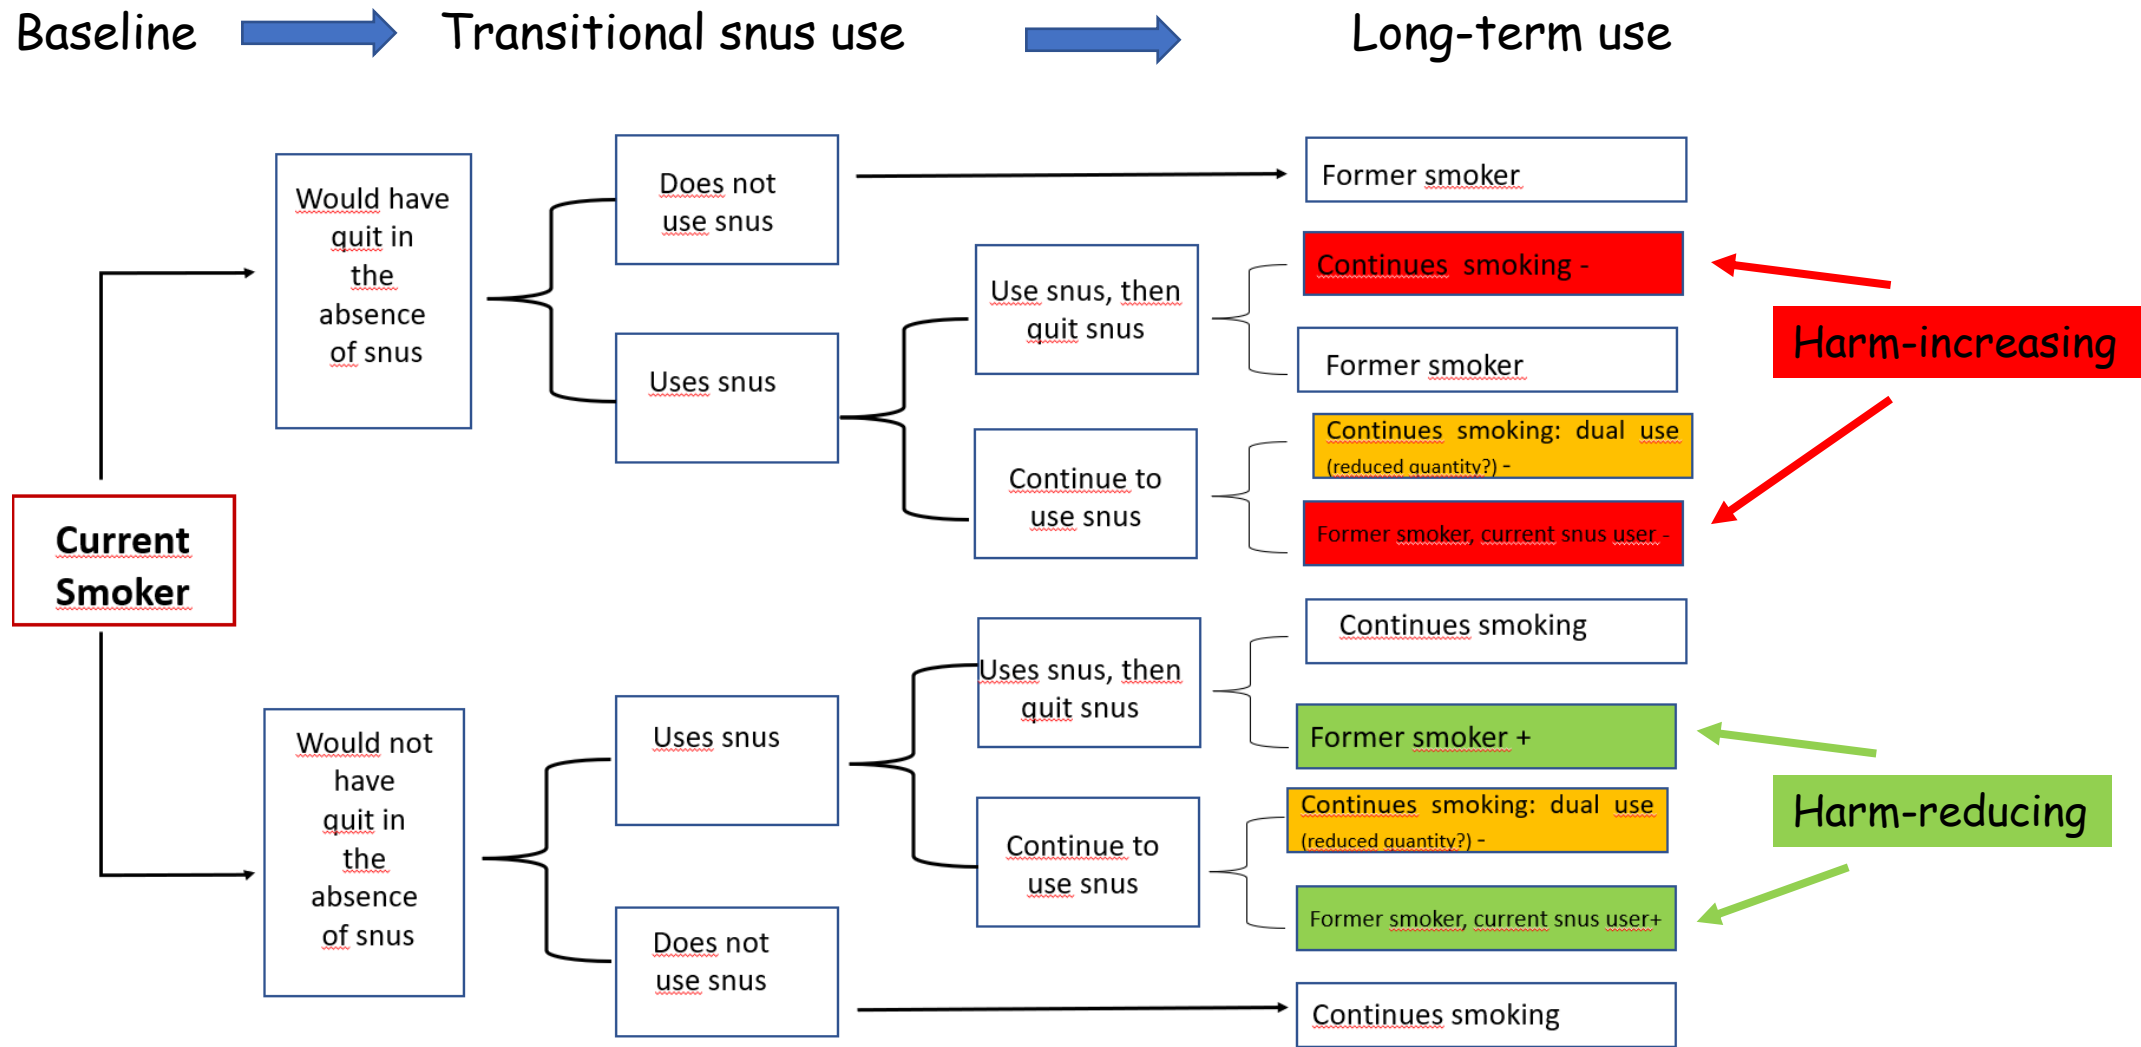 Baseline
Transitional snus use
Long-term use
Current
Smoker
Would have
quit in
the
absence
of snus
Does not
use snus
Uses snus
Use snus, then
quit snus
Continue to
use snus
Former smoker
Continues smoking -
Former smoker
Continues smoking: dual use
(reduced quantity?) -
Former smoker, current snus user -
Harm-increasing
Would not
have
quit in
the
absence
of snus
Uses snus
Does not
use snus
Uses snus, then
quit snus
Continue to
use snus
Continues smoking
Former smoker +
Continues smoking: dual use
(reduced quantity?) -
Former smoker, current snus user+
Continues smoking
Harm-reducing